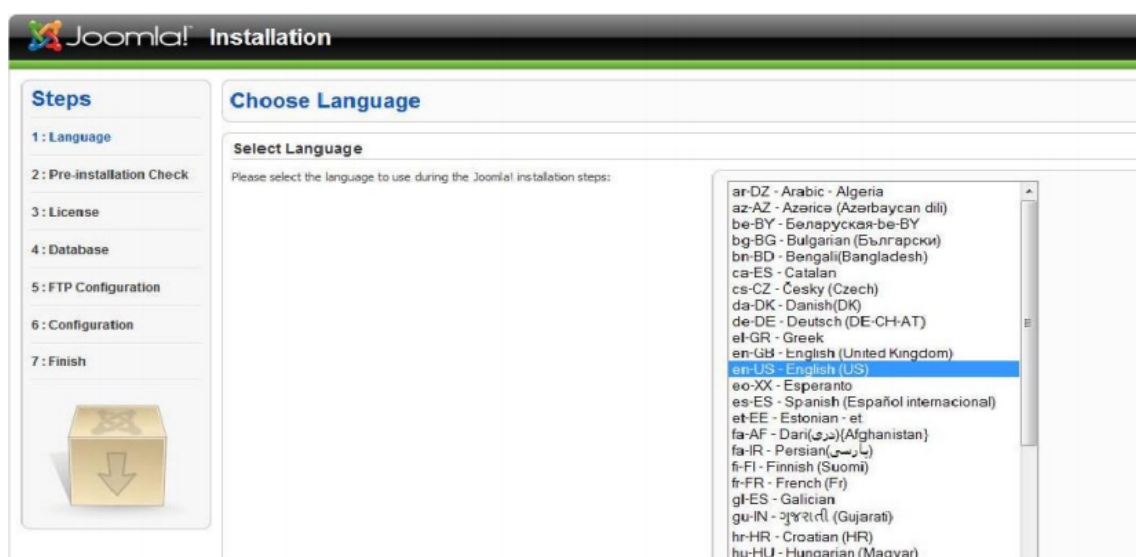 Joomla! Installation
Steps
1 : Language
2 : Pre-installation Check
3 : License
4 : Database
5 : FTP Configuration
6 : Configuration
7 : Finish
Choose Language
Select Language
Please select the language to use during the Joomla! installation steps:
ar-DZ - Arabic - Algeria
az-AZ - Azəricə (Azərbaycan dili)
be-BY - Беларуская-be-BY
bg-BG - Bulgarian (Български)
bn-BD - Bengali(Bangladesh)
ca-ES - Catalan
cs-CZ - Česky (Czech)
da-DK - Danish(DK)
de-DE - Deutsch (DE-CH-AT)
el-GR - Greek
en-GB - English (United Kingdom)
en-US - English (US)
eo-XX - Esperanto
es-ES - Spanish (Español internacional)
et-EE - Estonian - et
fa-AF - Dari(دری){Afghanistan}
fa-IR - Persian(پارسی)
fi-FI - Finnish (Suomi)
fr-FR - French (Fr)
gl-ES - Galician
gu-IN - ગુજરાતી (Gujarati)
hr-HR - Croatian (HR)
hu-HU - Hungarian (Magyar)